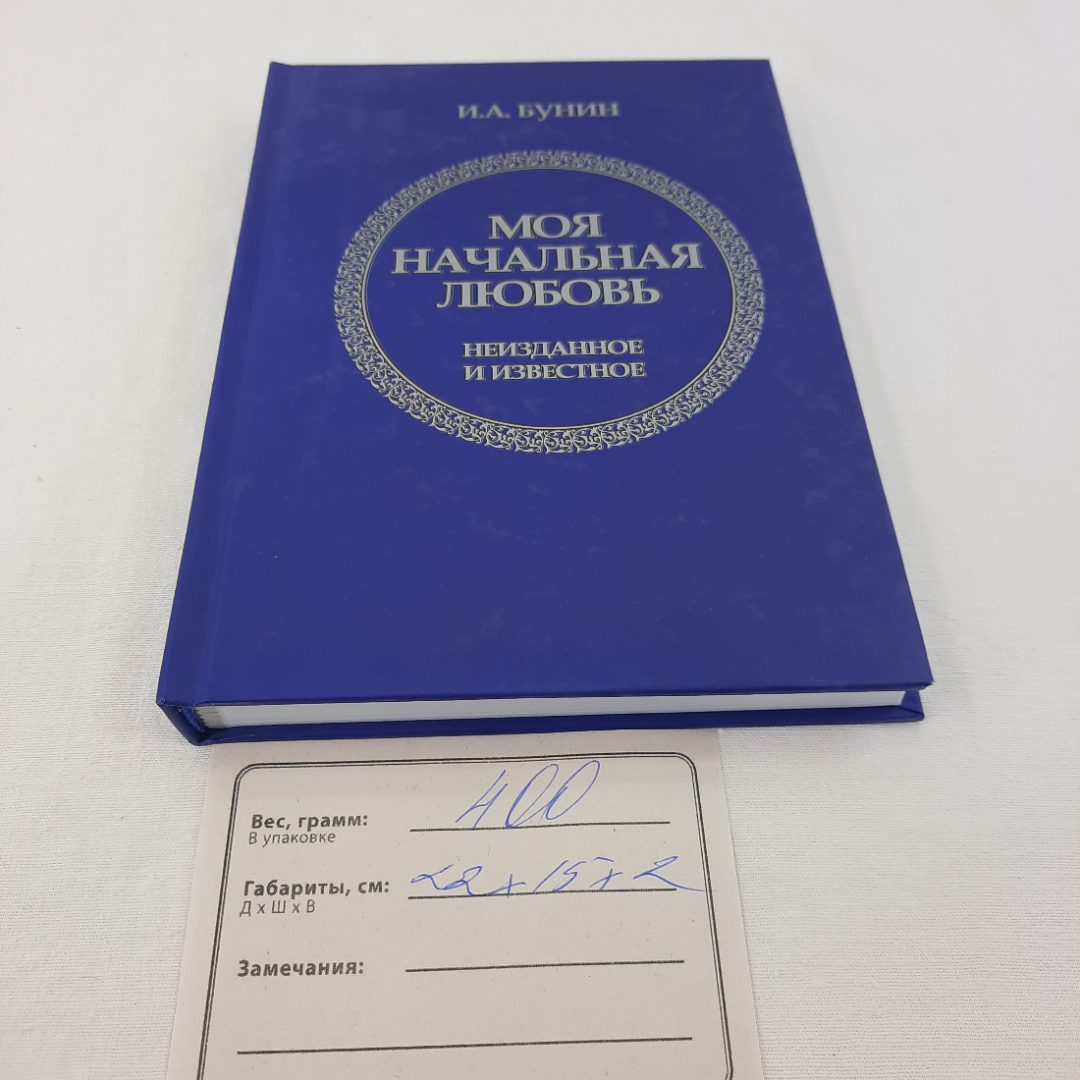 И.А. БУНИН
МОЯ
НАЧАЛЬНАЯ
ЛЮБОВЬ
НЕИЗДАННОЕ
И ИЗВЕСТНОЕ
Вес, грамм: 400
В упаковке
Габариты, см: 22 x 15 x 2
Д x Ш x В
Замечания: